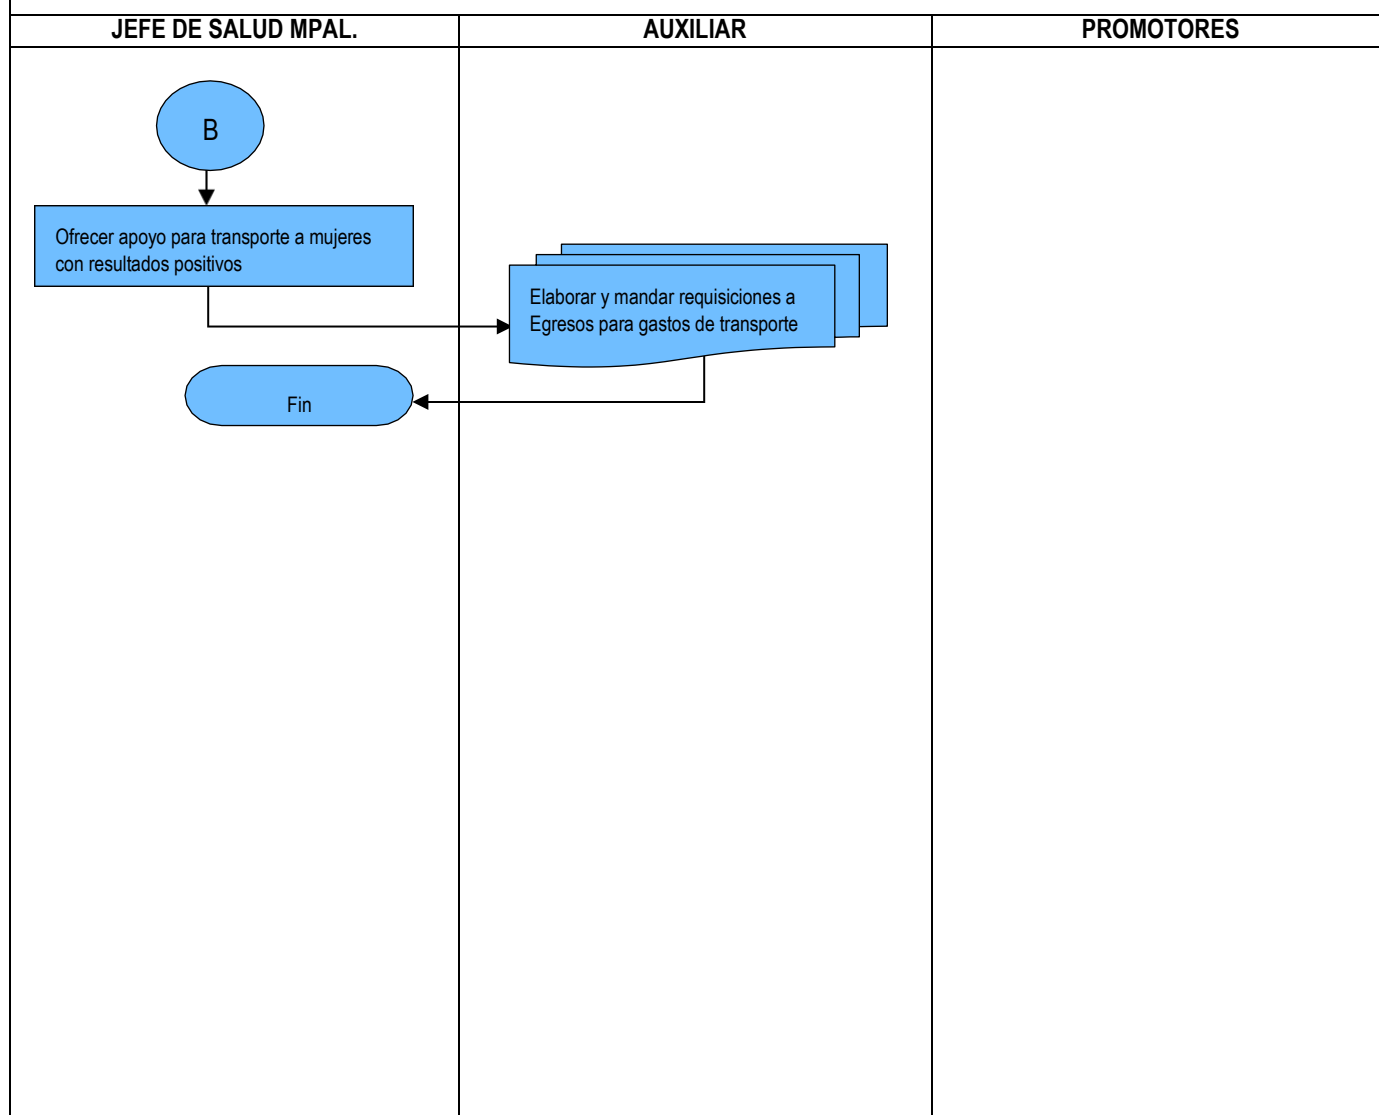 JEFE DE SALUD MPAL.
AUXILIAR
PROMOTORES
B
Ofrecer apoyo para transporte a mujeres
con resultados positivos
Elaborar y mandar requisiciones a
Egresos para gastos de transporte
Fin